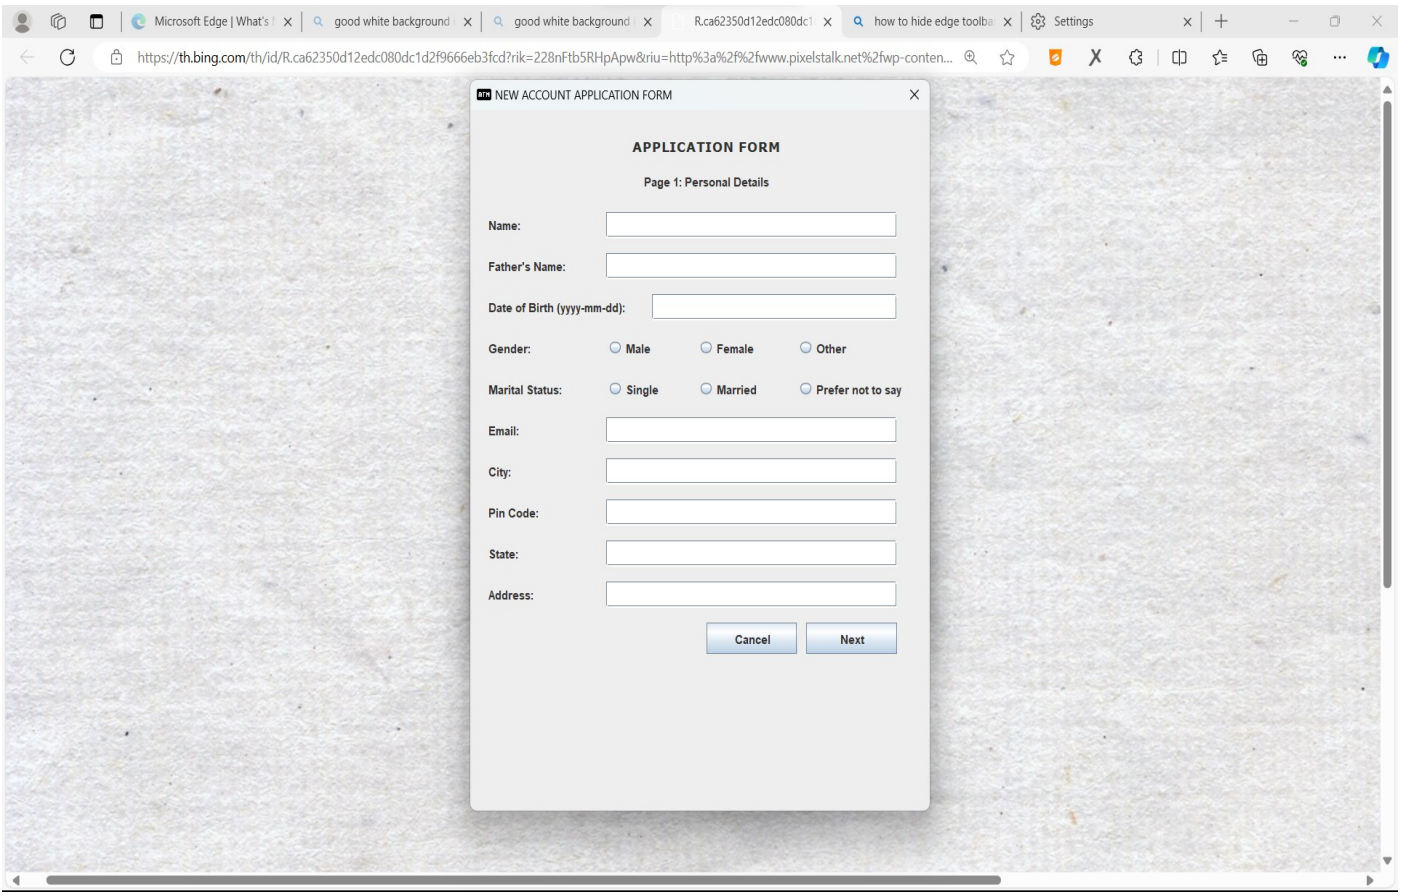 Microsoft Edge | What's
good white background
good white background
R.ca62350d12edc080dc1
how to hide edge toolba
Settings
https://th.bing.com/th/id/R.ca62350d12edc080dc1d2f9666eb3fcd?rik=228nFtb5RHpApw&riu=http%3a%2f%2fwww.pixelstalk.net%2fwp-conten...
ATM NEW ACCOUNT APPLICATION FORM
APPLICATION FORM
Page 1: Personal Details
Name:
Father's Name:
Date of Birth (yyyy-mm-dd):
Gender: Male Female Other
Marital Status: Single Married Prefer not to say
Email:
City:
Pin Code:
State:
Address:
Cancel Next